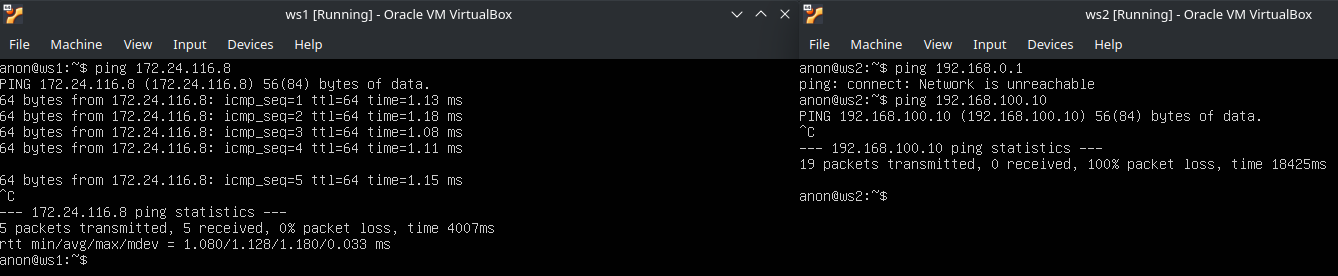 ws1 [Running] - Oracle VM VirtualBox
File Machine View Input Devices Help
anon@ws1:~$ ping 172.24.116.8
PING 172.24.116.8 (172.24.116.8) 56(84) bytes of data.
64 bytes from 172.24.116.8: icmp_seq=1 ttl=64 time=1.13 ms
64 bytes from 172.24.116.8: icmp_seq=2 ttl=64 time=1.18 ms
64 bytes from 172.24.116.8: icmp_seq=3 ttl=64 time=1.08 ms
64 bytes from 172.24.116.8: icmp_seq=4 ttl=64 time=1.11 ms
64 bytes from 172.24.116.8: icmp_seq=5 ttl=64 time=1.15 ms
^C
--- 172.24.116.8 ping statistics ---
5 packets transmitted, 5 received, 0% packet loss, time 4007ms
rtt min/avg/max/mdev = 1.080/1.128/1.180/0.033 ms
anon@ws1:~$
ws2 [Running] - Oracle VM VirtualBox
File Machine View Input Devices Help
anon@ws2:~$ ping 192.168.0.1
ping: connect: Network is unreachable
anon@ws2:~$ ping 192.168.100.10
PING 192.168.100.10 (192.168.100.10) 56(84) bytes of data.
^C
--- 192.168.100.10 ping statistics ---
19 packets transmitted, 0 received, 100% packet loss, time 18425ms
anon@ws2:~$